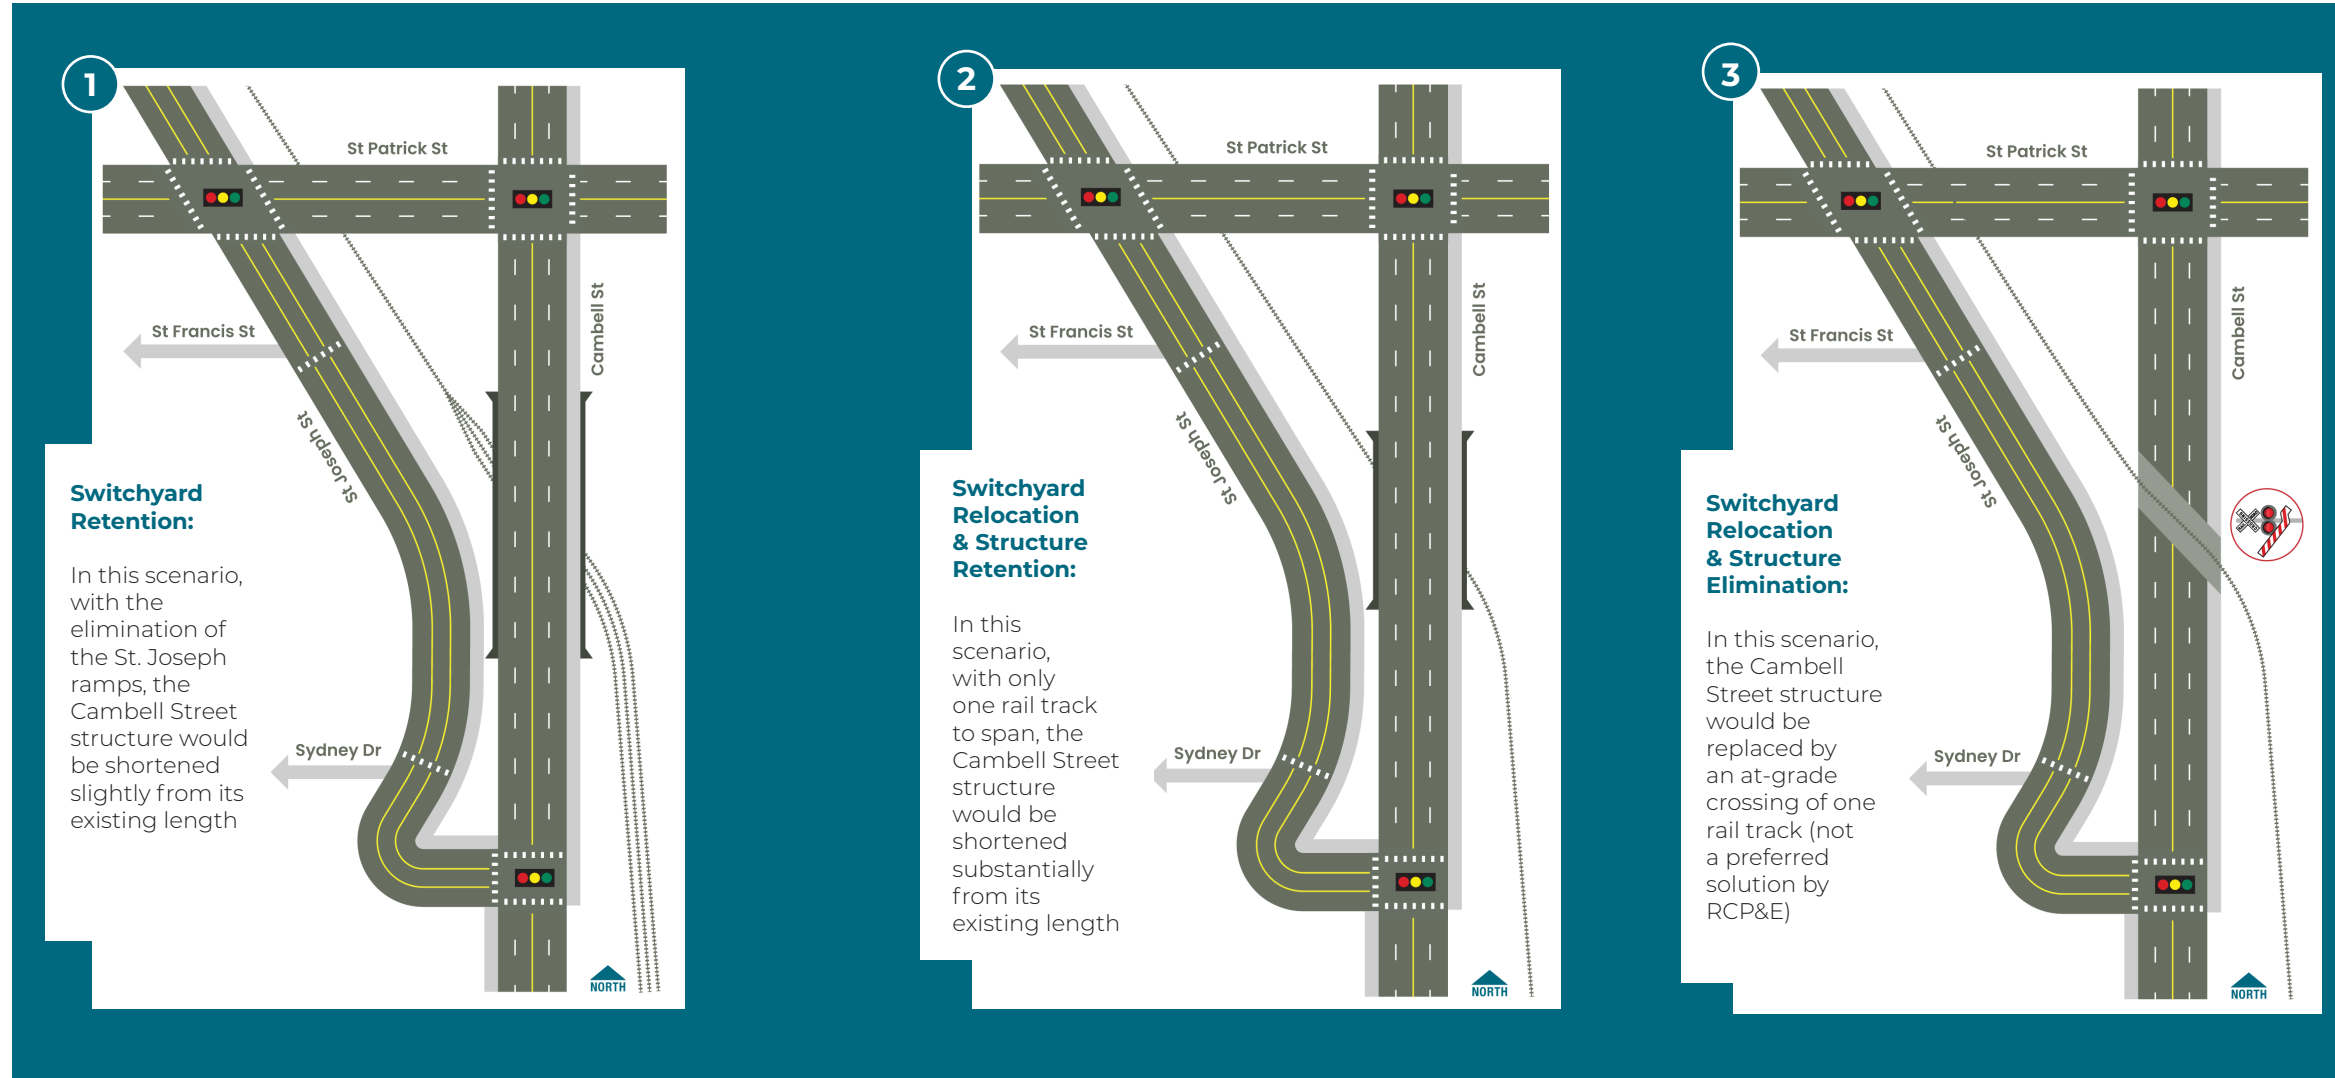 1
St Patrick St
Cambell St
St Francis St
St Joseph St
Switchyard
Retention:
In this scenario,
with the
elimination of
the St. Joseph
ramps, the
Cambell Street
structure would
be shortened
slightly from its
existing length
Sydney Dr
NORTH
2
St Patrick St
Cambell St
St Francis St
St Joseph St
Switchyard
Relocation
& Structure
Retention:
In this
scenario,
with only
one rail track
to span, the
Cambell Street
structure
would be
shortened
substantially
from its
existing length
Sydney Dr
NORTH
3
St Patrick St
Cambell St
St Francis St
St Joseph St
Switchyard
Relocation
& Structure
Elimination:
In this scenario,
the Cambell
Street structure
would be
replaced by
an at-grade
crossing of one
rail track (not
a preferred
solution by
RCP&E)
Sydney Dr
NORTH